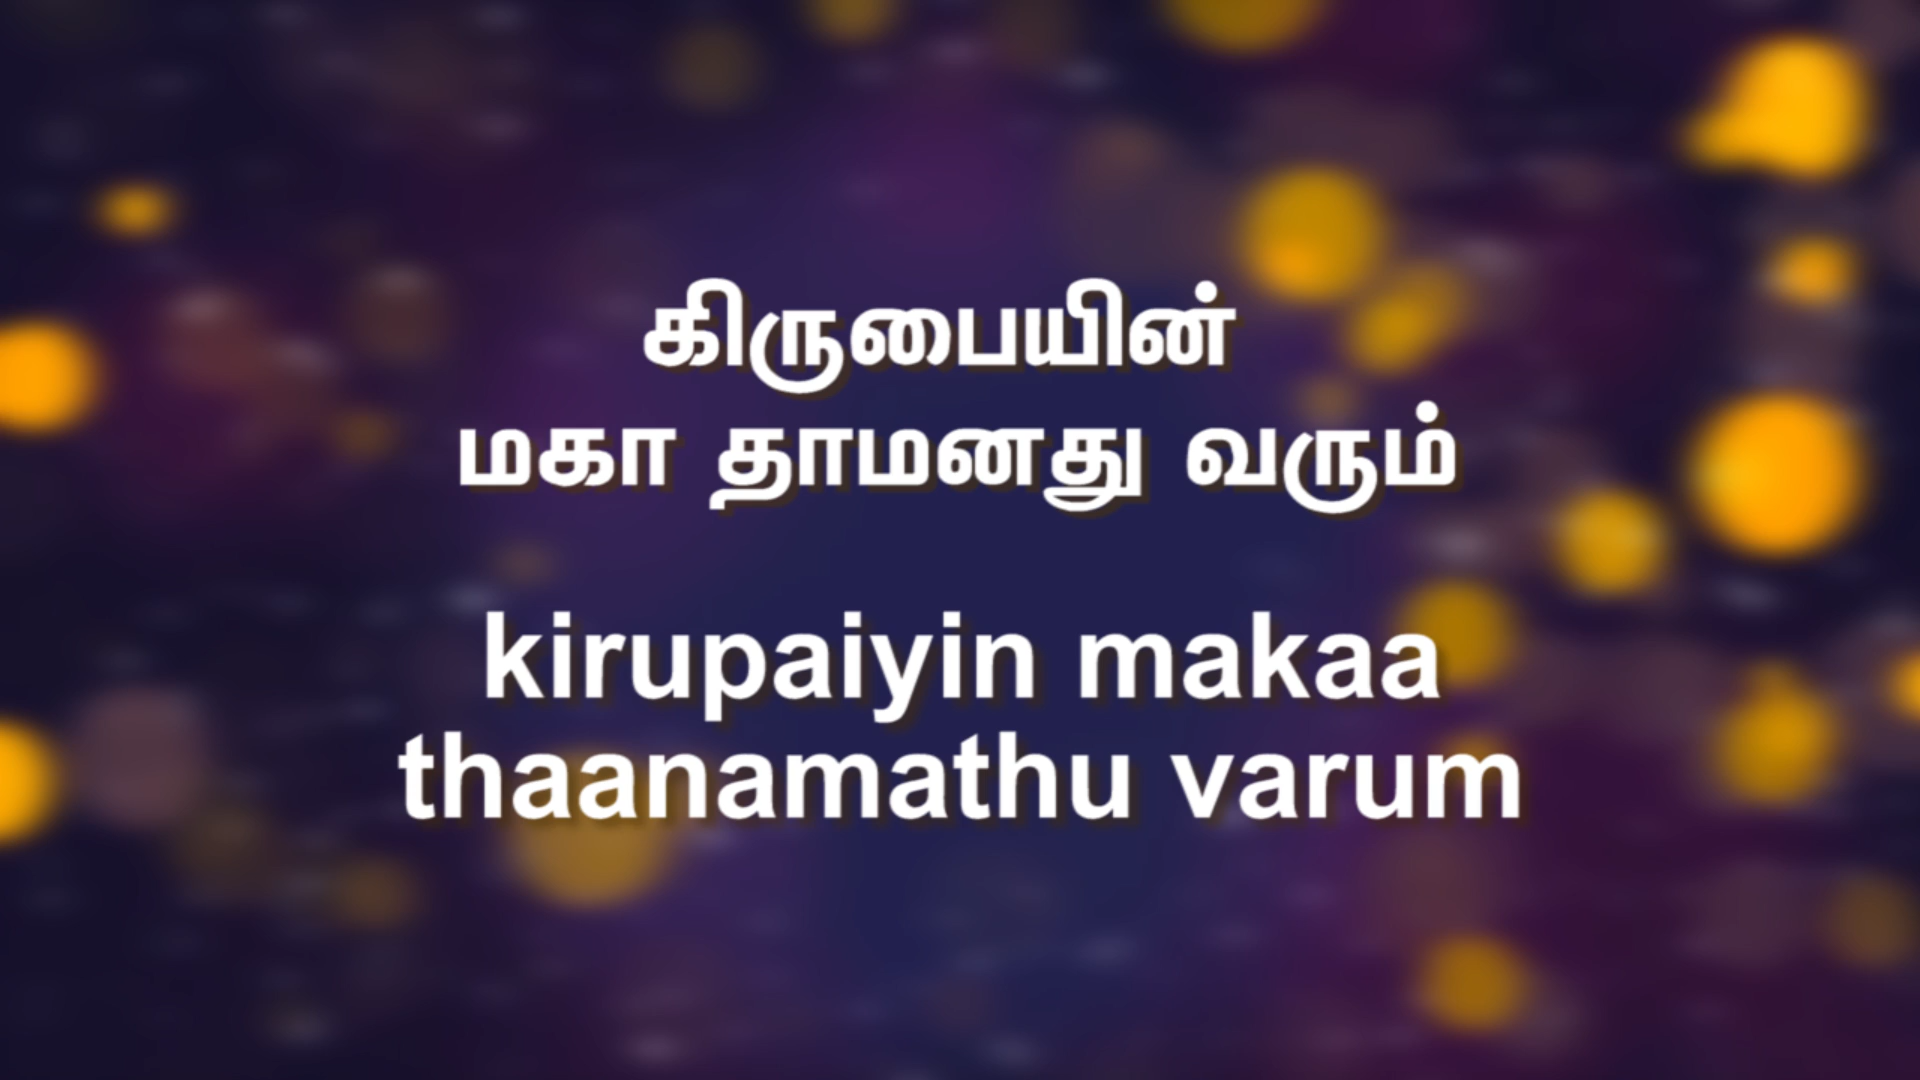 கிருபையின்
மகா தாமனது வரும்
kirupaiyin makaa
thaanamathu varum